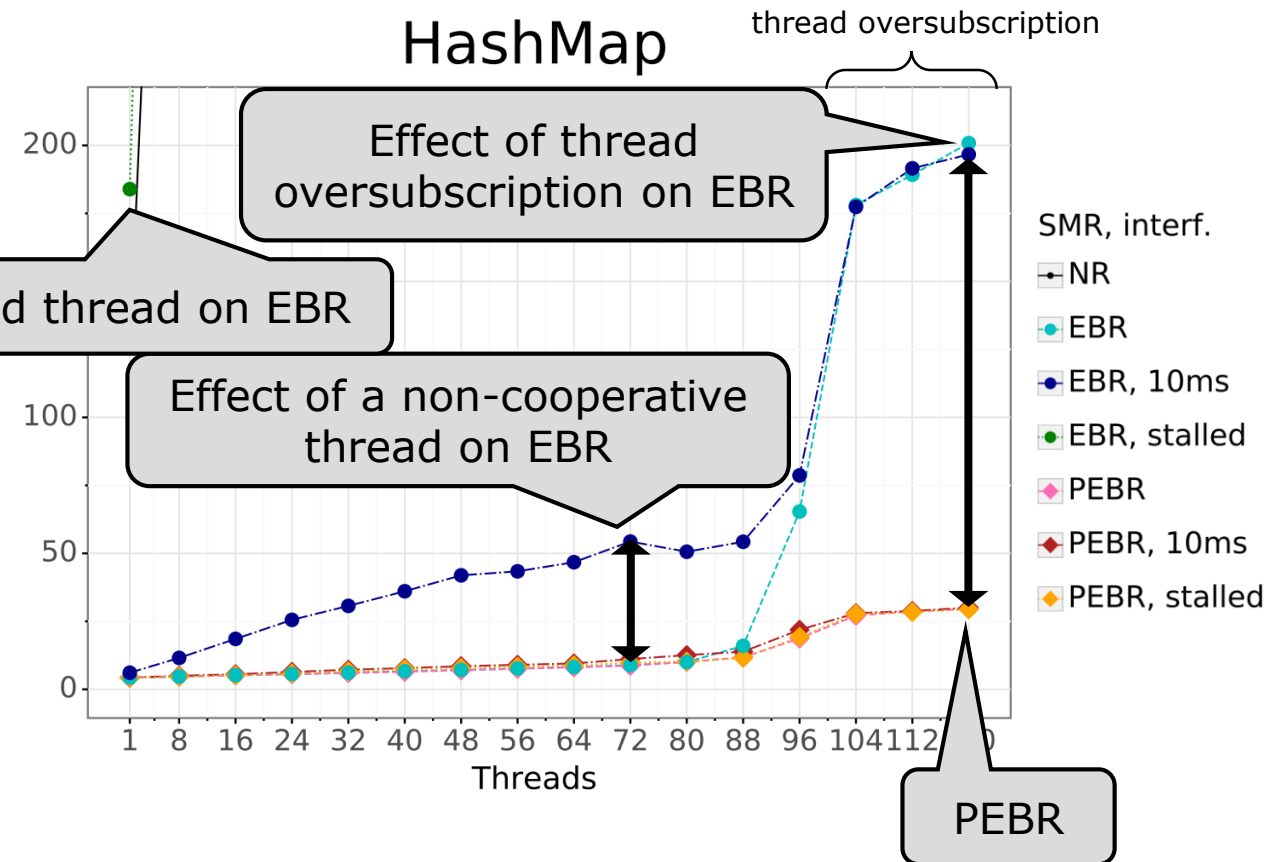 thread oversubscription
HashMap
Effect of thread
oversubscription on EBR
d thread on EBR
Effect of a non-cooperative
thread on EBR
200
100
50
0
1 8 16 24 32 40 48 56 64 72 80 88 96 104 112 0
Threads
SMR, interf.
NR
EBR
EBR, 10ms
EBR, stalled
PEBR
PEBR, 10ms
PEBR, stalled
PEBR